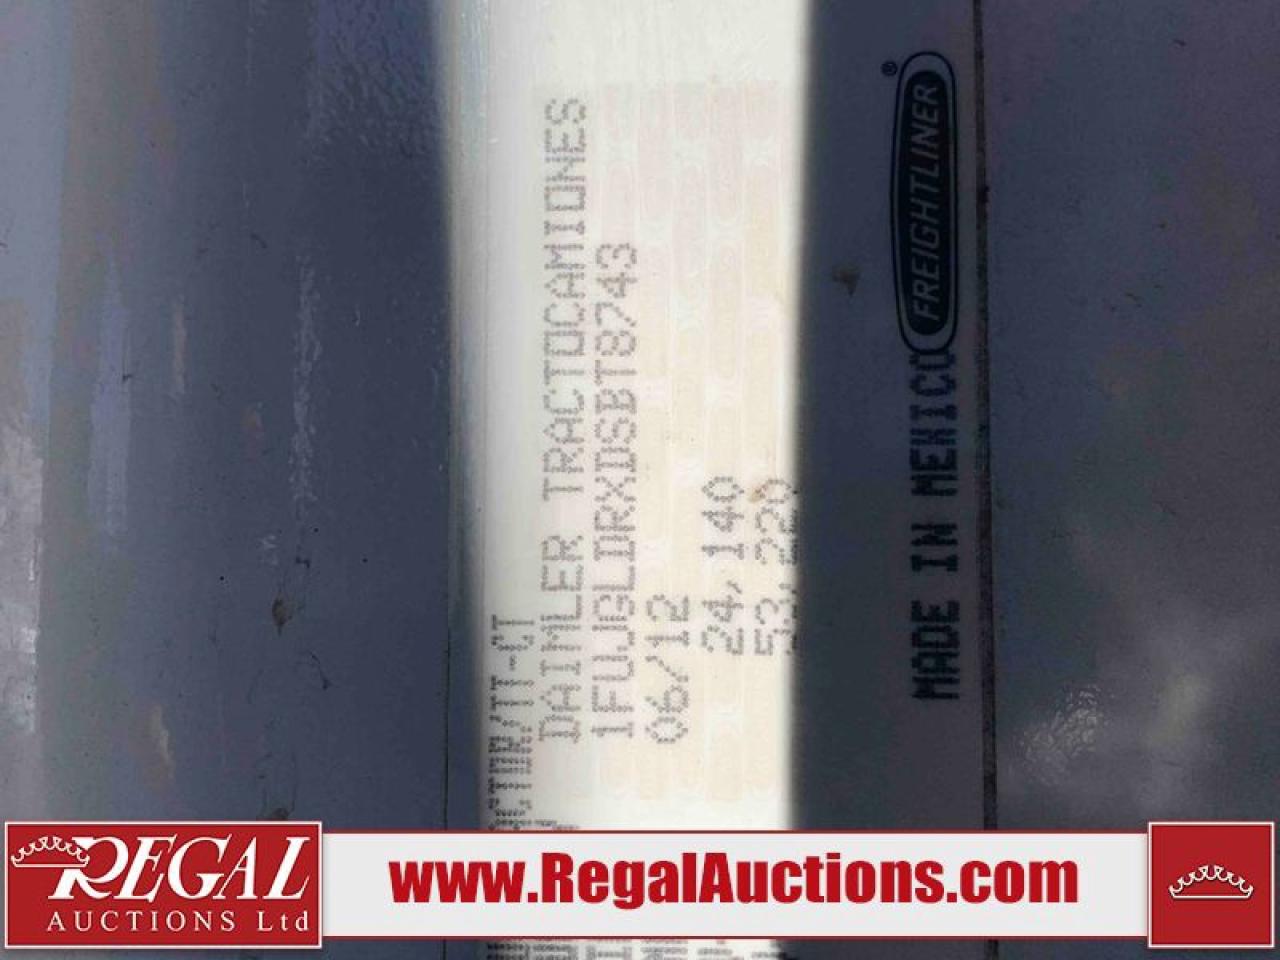 DAIMLER TRACTOCAMIONES
1FUJGLDRXDSBT8743
06/12
24,140
53,220
MADE IN MEXICO
FREIGHTLINER®
REGAL
AUCTIONS Ltd
www.RegalAuctions.com